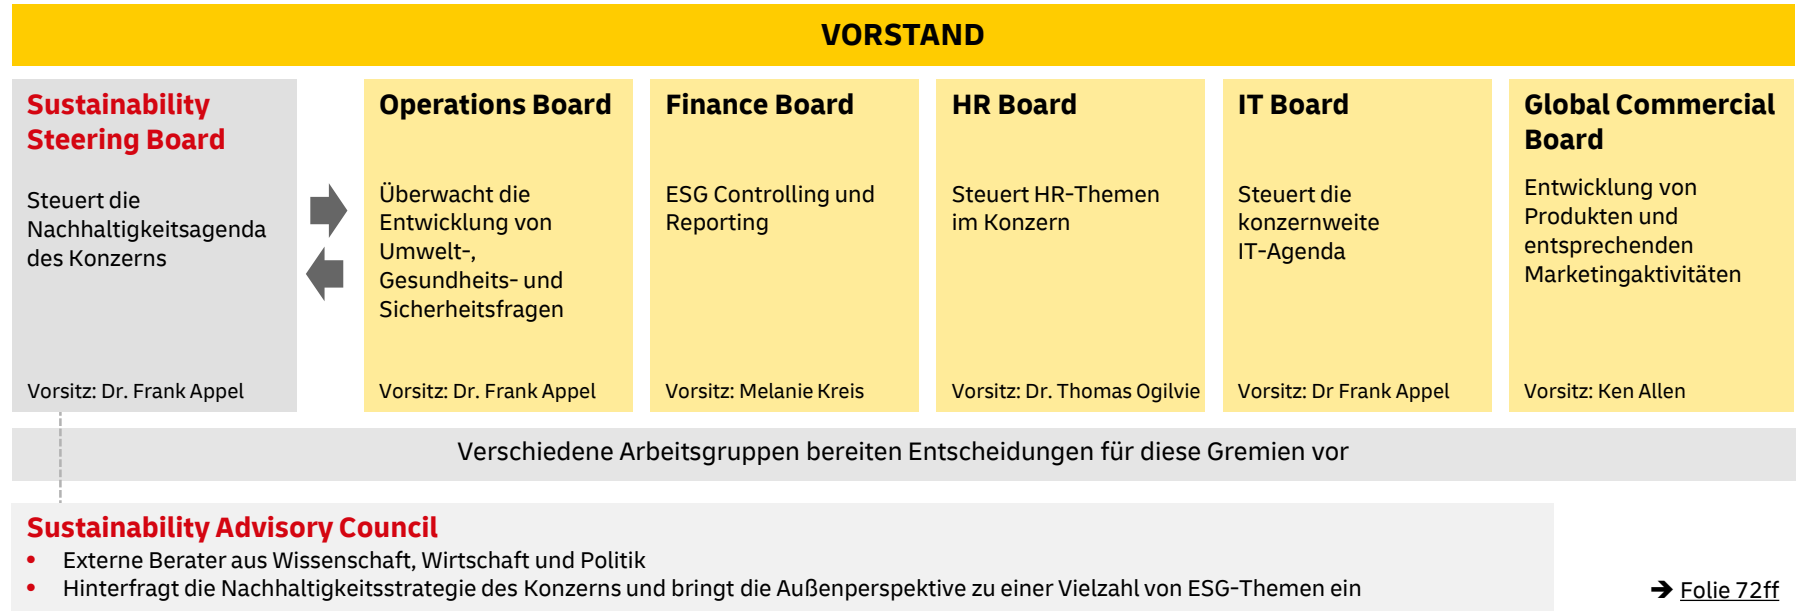 VORSTAND
Sustainability
Steering Board
Steuert die
Nachhaltigkeitsagenda
des Konzerns
Vorsitz: Dr. Frank Appel
Operations Board
Überwacht die
Entwicklung von
Umwelt-,
Gesundheits- und
Sicherheitsfragen
Vorsitz: Dr. Frank Appel
Finance Board
ESG Controlling und
Reporting
Vorsitz: Melanie Kreis
HR Board
Steuert HR-Themen
im Konzern
Vorsitz: Dr. Thomas Ogilvie
IT Board
Steuert die
konzernweite
IT-Agenda
Vorsitz: Dr Frank Appel
Global Commercial
Board
Entwicklung von
Produkten und
entsprechenden
Marketingaktivitäten
Vorsitz: Ken Allen
Verschiedene Arbeitsgruppen bereiten Entscheidungen für diese Gremien vor
Sustainability Advisory Council
• Externe Berater aus Wissenschaft, Wirtschaft und Politik
• Hinterfragt die Nachhaltigkeitsstrategie des Konzerns und bringt die Außenperspektive zu einer Vielzahl von ESG-Themen ein
➔ Folie 72ff